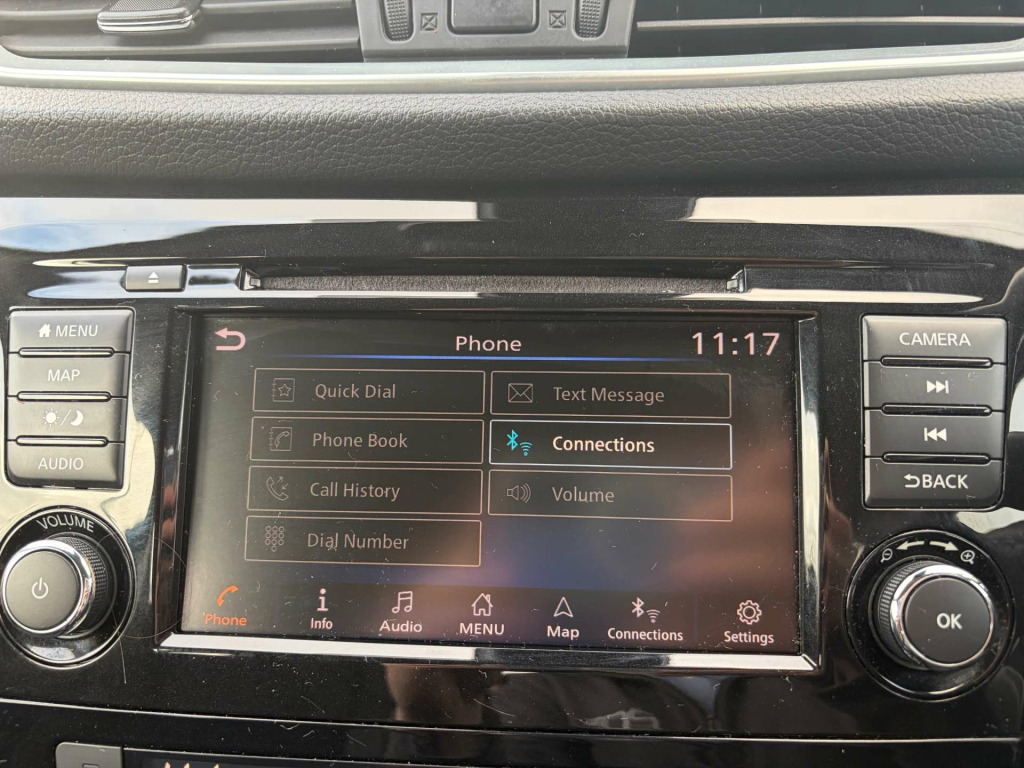 MENU
MAP
AUDIO
VOLUME
Phone
11:17
Quick Dial
Text Message
Phone Book
Connections
Call History
Volume
Dial Number
Phone
Info
Audio
MENU
Map
Connections
Settings
CAMERA
BACK
OK